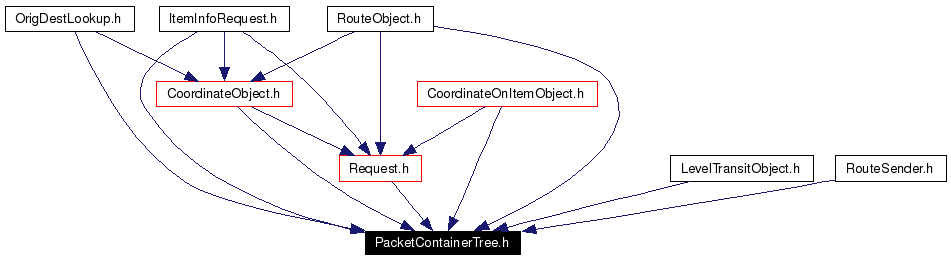 OrigDestLookup.h
ItemInfoRequest.h
RouteObject.h
CoordinateObject.h
CoordinateOnItemObject.h
Request.h
LevelTransitObject.h
RouteSender.h
PacketContainerTree.h